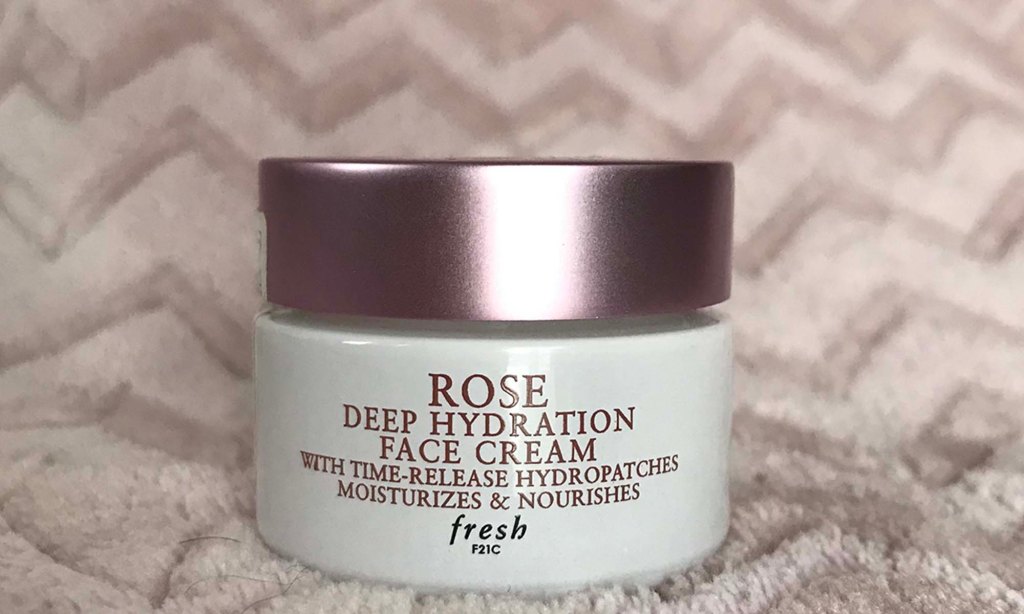 ROSE
DEEP HYDRATION
FACE CREAM
WITH TIME-RELEASE HYDROPATCHES
MOISTURIZES & NOURISHES
fresh
F21C